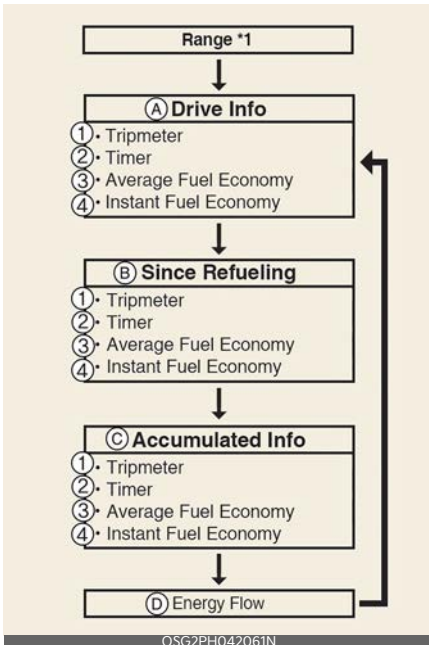 Range *1
Ⓐ Drive Info
① • Tripmeter
② • Timer
③ • Average Fuel Economy
④ • Instant Fuel Economy
Ⓑ Since Refueling
① • Tripmeter
② • Timer
③ • Average Fuel Economy
④ • Instant Fuel Economy
Ⓒ Accumulated Info
① • Tripmeter
② • Timer
③ • Average Fuel Economy
④ • Instant Fuel Economy
Ⓓ Energy Flow
OSG2PH042061N